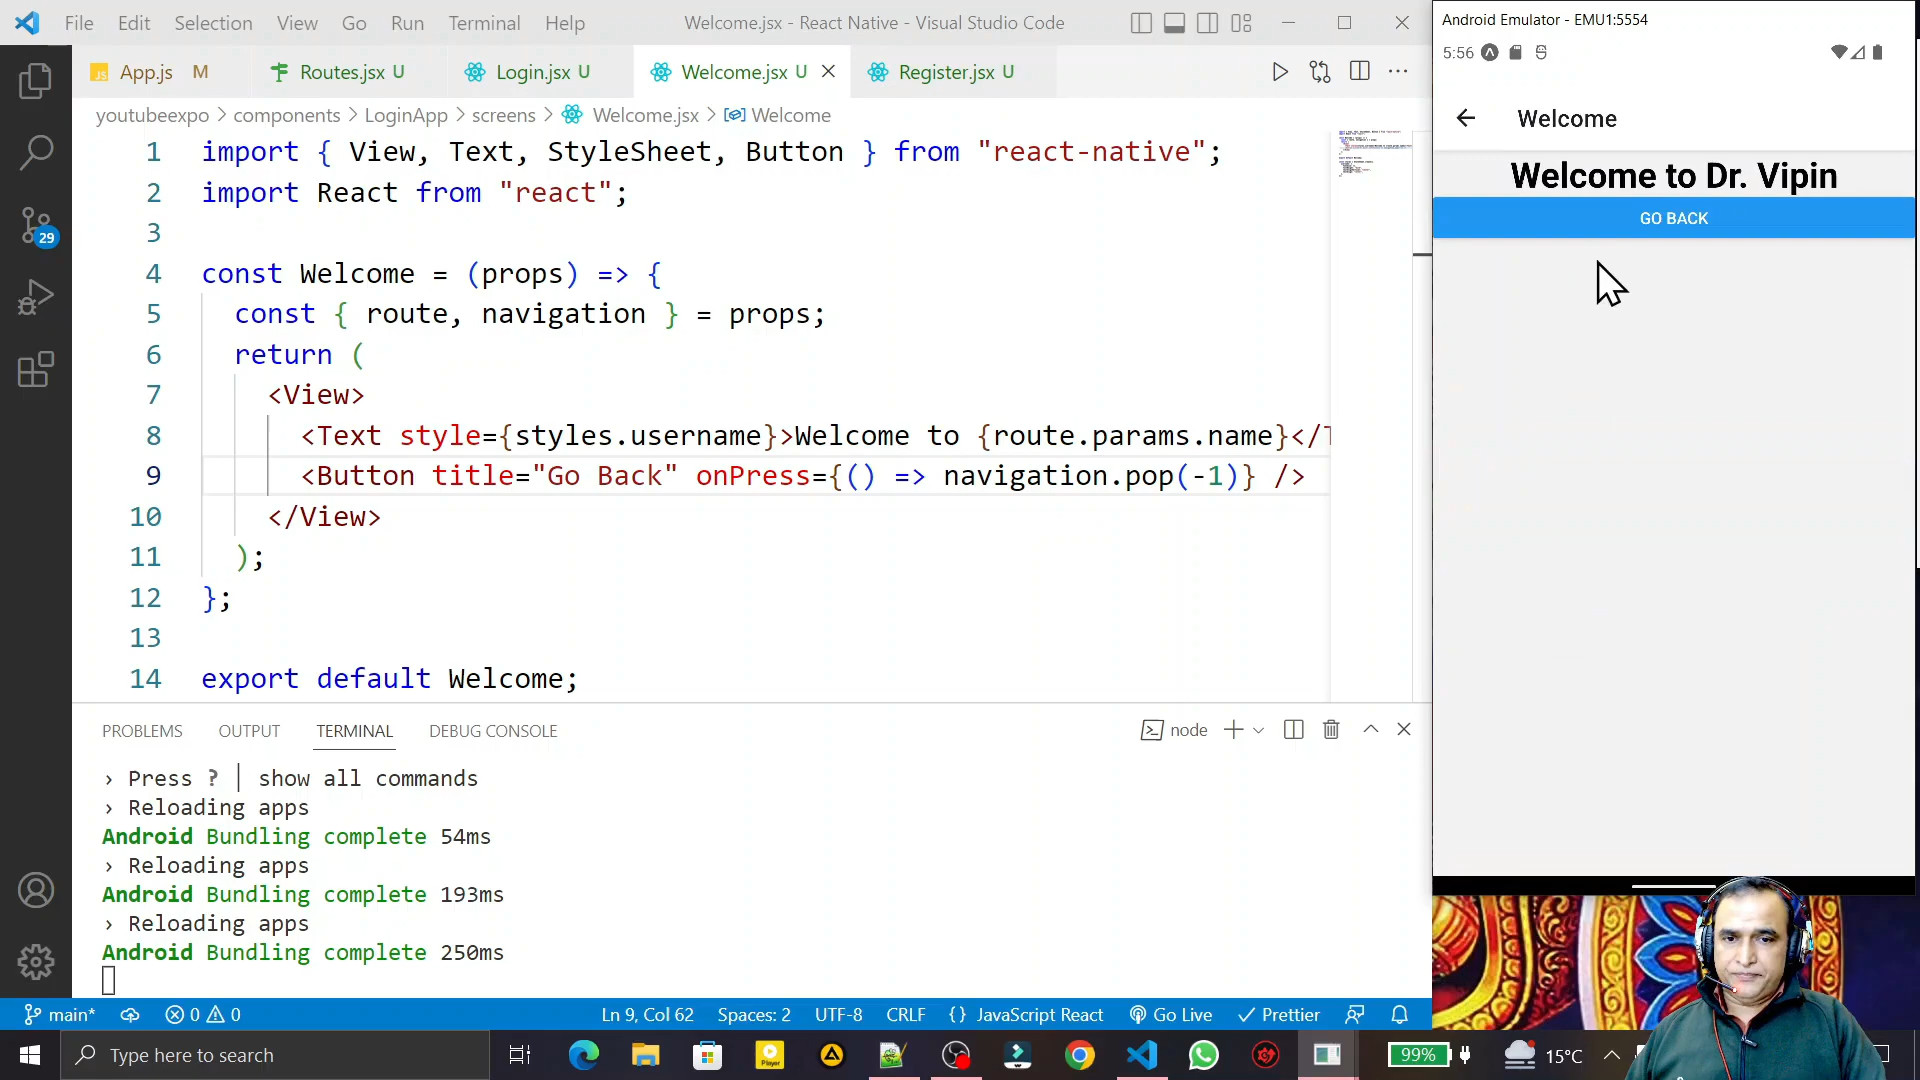 File Edit Selection View Go Run Terminal Help
Welcome.jsx - React Native - Visual Studio Code
App.js M
Routes.jsx U
Login.jsx U
Welcome.jsx U
Register.jsx U
youtubeexpo > components > LoginApp > screens > Welcome.jsx > Welcome
1 import { View, Text, StyleSheet, Button } from "react-native";
2 import React from "react";
3
4 const Welcome = (props) => {
5 const { route, navigation } = props;
6 return (
7 <View>
8 <Text style={styles.username}>Welcome to {route.params.name}</T
9 <Button title="Go Back" onPress={() => navigation.pop(-1)} />
10 </View>
11 );
12 };
13
14 export default Welcome;
29
PROBLEMS OUTPUT TERMINAL DEBUG CONSOLE
node
› Press ? │ show all commands
› Reloading apps
Android Bundling complete 54ms
› Reloading apps
Android Bundling complete 193ms
› Reloading apps
Android Bundling complete 250ms
main* 0 0
Ln 9, Col 62 Spaces: 2 UTF-8 CRLF {} JavaScript React Go Live Prettier
Type here to search
99%
15°C
Android Emulator - EMU1:5554
5:56
Welcome
Welcome to Dr. Vipin
GO BACK